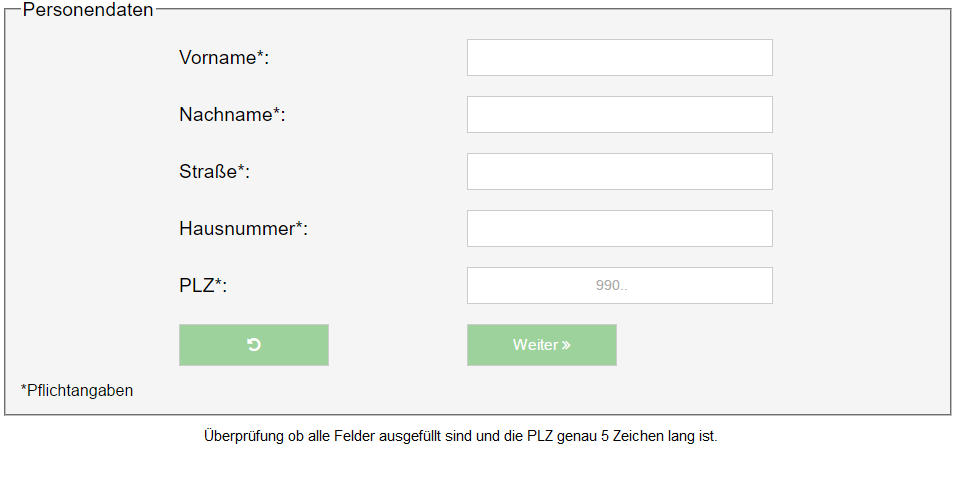 Personendaten
Vorname*:
Nachname*:
Straße*:
Hausnummer*:
PLZ*: 990..
Weiter »
*Pflichtangaben
Überprüfung ob alle Felder ausgefüllt sind und die PLZ genau 5 Zeichen lang ist.